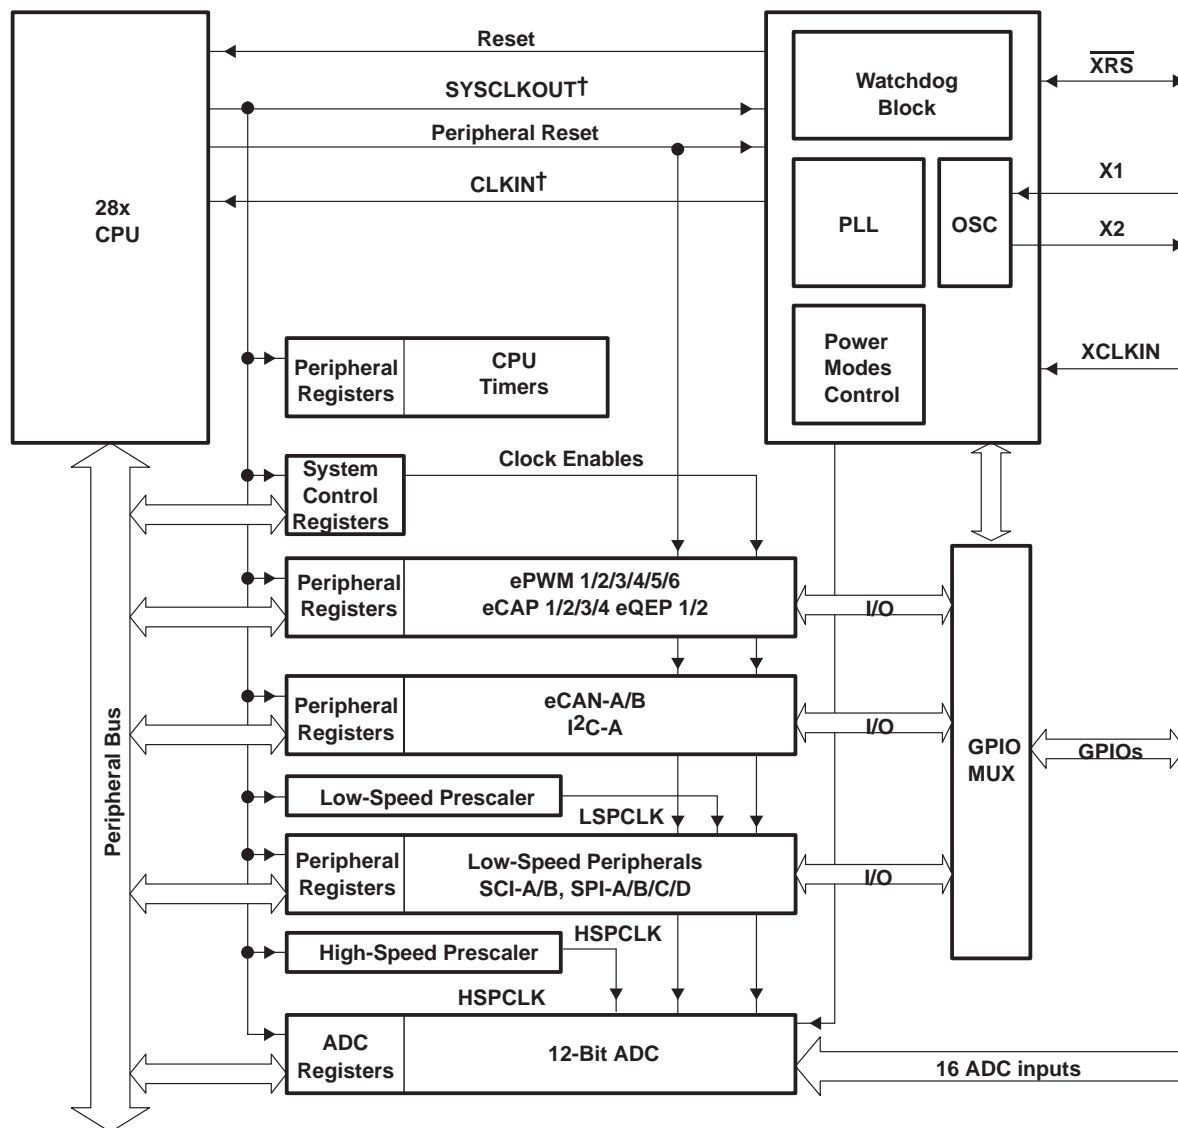 Reset
SYSCLKOUT†
Peripheral Reset
CLKIN†
28x
CPU
Watchdog
Block
PLL
OSC
Power
Modes
Control
XRS
X1
X2
XCLKIN
Peripheral
Registers
CPU
Timers
System
Control
Registers
Clock Enables
Peripheral
Registers
ePWM 1/2/3/4/5/6
eCAP 1/2/3/4 eQEP 1/2
I/O
Peripheral
Registers
eCAN-A/B
I2C-A
I/O
Peripheral Bus
GPIO
MUX
GPIOs
Low-Speed Prescaler
LSPCLK
Peripheral
Registers
Low-Speed Peripherals
SCI-A/B, SPI-A/B/C/D
I/O
High-Speed Prescaler
HSPCLK
HSPCLK
ADC
Registers
12-Bit ADC
16 ADC inputs